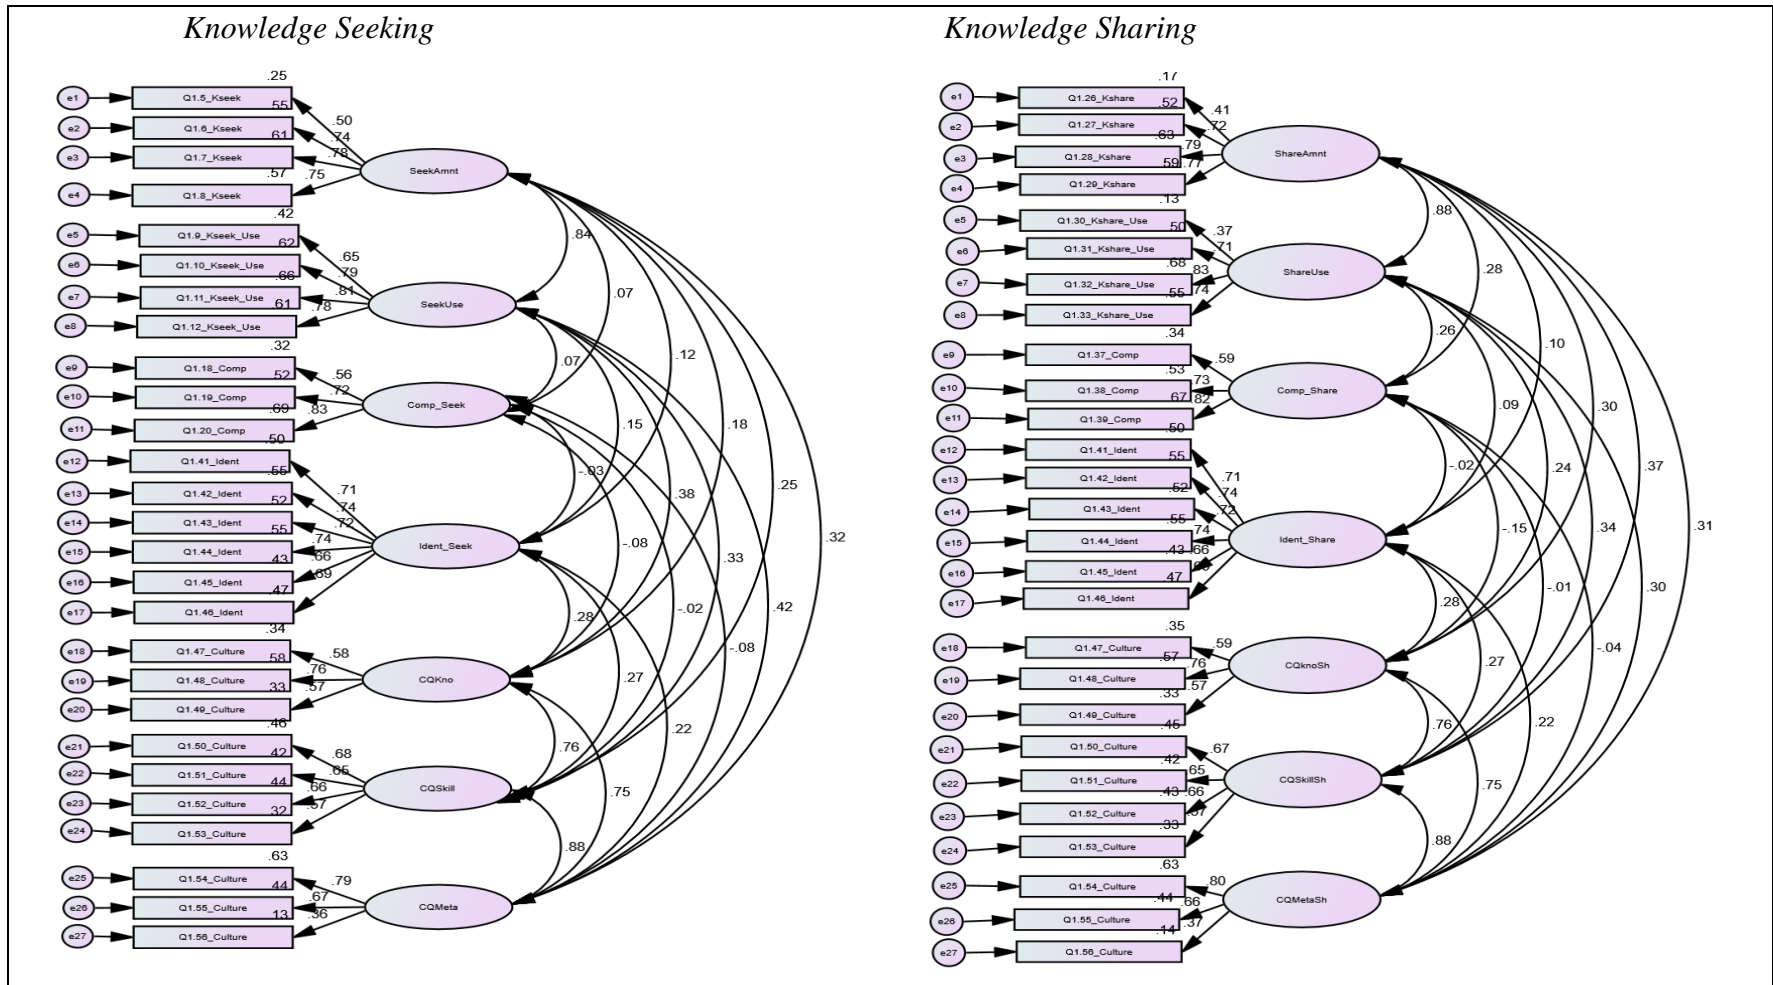 Knowledge Seeking
.25
e1 Q1.5_Kseek .55
e2 Q1.6_Kseek .61
e3 Q1.7_Kseek
.57
e4 Q1.8_Kseek
.50
.74
.78
.75
SeekAmnt
.42
e5 Q1.9_Kseek_Use .62
e6 Q1.10_Kseek_Use
.66
e7 Q1.11_Kseek_Use .61
e8 Q1.12_Kseek_Use
.65
.79
.81
.78
SeekUse
.32
e9 Q1.18_Comp .52
e10 Q1.19_Comp
.69
e11 Q1.20_Comp
.56
.72
.83
Comp_Seek
.50
e12 Q1.41_Ident
.55
e13 Q1.42_Ident .52
e14 Q1.43_Ident .55
e15 Q1.44_Ident .43
e16 Q1.45_Ident .47
e17 Q1.46_Ident
.71
.74
.72
.74
.66
.69
Ident_Seek
.34
e18 Q1.47_Culture .58
e19 Q1.48_Culture .33
e20 Q1.49_Culture
.58
.76
.57
CQKno
.46
e21 Q1.50_Culture .42
e22 Q1.51_Culture .44
e23 Q1.52_Culture .32
e24 Q1.53_Culture
.68
.65
.66
.57
CQSkill
.63
e25 Q1.54_Culture .44
e26 Q1.55_Culture .13
e27 Q1.56_Culture
.79
.67
.36
CQMeta
.84
.07
.07
.12
.15
.18
-.03
.38
.25
-.08
.33
.32
.28
-.02
.42
.27
-.08
.22
.76
.75
.88
Knowledge Sharing
.17
e1 Q1.26_Kshare .52
e2 Q1.27_Kshare
.63
e3 Q1.28_Kshare .59
e4 Q1.29_Kshare
.41
.72
.79
.77
ShareAmnt
.13
e5 Q1.30_Kshare_Use .50
e6 Q1.31_Kshare_Use
.68
e7 Q1.32_Kshare_Use .55
e8 Q1.33_Kshare_Use
.37
.71
.83
.74
ShareUse
.34
e9 Q1.37_Comp
.53
e10 Q1.38_Comp .67
e11 Q1.39_Comp
.59
.73
.82
Comp_Share
.50
e12 Q1.41_Ident .55
e13 Q1.42_Ident
.52
e14 Q1.43_Ident
.55
e15 Q1.44_Ident
.43
e16 Q1.45_Ident .47
e17 Q1.46_Ident
.71
.74
.72
.74
.66
Ident_Share
.35
e18 Q1.47_Culture
.57
e19 Q1.48_Culture
.33
e20 Q1.49_Culture
.59
.76
.57
CQknoSh
.45
e21 Q1.50_Culture
.42
e22 Q1.51_Culture
.43
e23 Q1.52_Culture
.33
e24 Q1.53_Culture
.67
.65
.66
.57
CQSkillSh
.63
e25 Q1.54_Culture
.44
e26 Q1.55_Culture
.14
e27 Q1.56_Culture
.80
.66
.37
CQMetaSh
.88
.28
.26
.10
.09
.30
-.02
.24
.37
-.15
.34
.31
.28
-.01
.30
.27
-.04
.22
.76
.75
.88